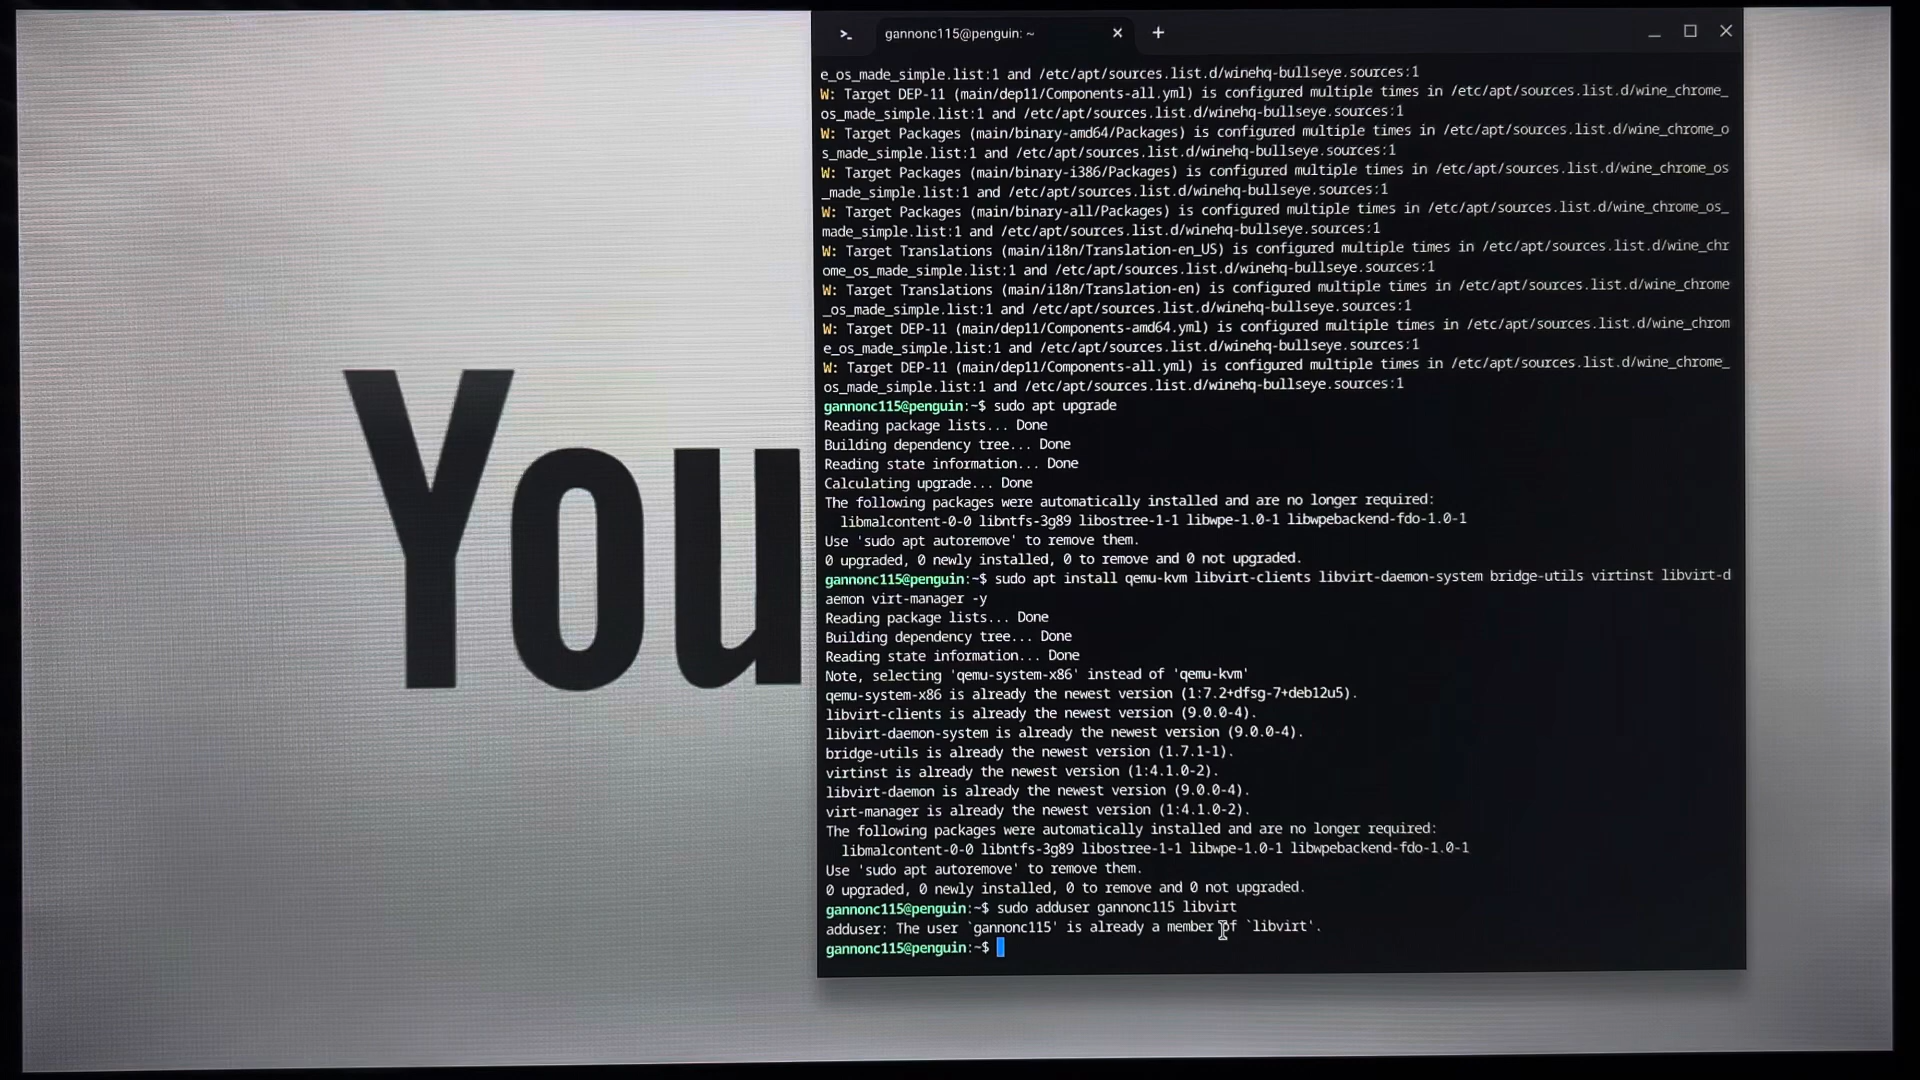 You
gannonc115@penguin: ~
e_os_made_simple.list:1 and /etc/apt/sources.list.d/winehq-bullseye.sources:1
W: Target DEP-11 (main/dep11/Components-all.yml) is configured multiple times in /etc/apt/sources.list.d/wine_chrome_
os_made_simple.list:1 and /etc/apt/sources.list.d/winehq-bullseye.sources:1
W: Target Packages (main/binary-amd64/Packages) is configured multiple times in /etc/apt/sources.list.d/wine_chrome_o
s_made_simple.list:1 and /etc/apt/sources.list.d/winehq-bullseye.sources:1
W: Target Packages (main/binary-i386/Packages) is configured multiple times in /etc/apt/sources.list.d/wine_chrome_os
_made_simple.list:1 and /etc/apt/sources.list.d/winehq-bullseye.sources:1
W: Target Packages (main/binary-all/Packages) is configured multiple times in /etc/apt/sources.list.d/wine_chrome_os_
made_simple.list:1 and /etc/apt/sources.list.d/winehq-bullseye.sources:1
W: Target Translations (main/i18n/Translation-en_US) is configured multiple times in /etc/apt/sources.list.d/wine_chr
ome_os_made_simple.list:1 and /etc/apt/sources.list.d/winehq-bullseye.sources:1
W: Target Translations (main/i18n/Translation-en) is configured multiple times in /etc/apt/sources.list.d/wine_chrome
_os_made_simple.list:1 and /etc/apt/sources.list.d/winehq-bullseye.sources:1
W: Target DEP-11 (main/dep11/Components-amd64.yml) is configured multiple times in /etc/apt/sources.list.d/wine_chrom
e_os_made_simple.list:1 and /etc/apt/sources.list.d/winehq-bullseye.sources:1
W: Target DEP-11 (main/dep11/Components-all.yml) is configured multiple times in /etc/apt/sources.list.d/wine_chrome_
os_made_simple.list:1 and /etc/apt/sources.list.d/winehq-bullseye.sources:1
gannonc115@penguin:~$ sudo apt upgrade
Reading package lists... Done
Building dependency tree... Done
Reading state information... Done
Calculating upgrade... Done
The following packages were automatically installed and are no longer required:
  libmalcontent-0-0 libntfs-3g89 libostree-1-1 libwpe-1.0-1 libwpebackend-fdo-1.0-1
Use 'sudo apt autoremove' to remove them.
0 upgraded, 0 newly installed, 0 to remove and 0 not upgraded.
gannonc115@penguin:~$ sudo apt install qemu-kvm libvirt-clients libvirt-daemon-system bridge-utils virtinst libvirt-d
aemon virt-manager -y
Reading package lists... Done
Building dependency tree... Done
Reading state information... Done
Note, selecting 'qemu-system-x86' instead of 'qemu-kvm'
qemu-system-x86 is already the newest version (1:7.2+dfsg-7+deb12u5).
libvirt-clients is already the newest version (9.0.0-4).
libvirt-daemon-system is already the newest version (9.0.0-4).
bridge-utils is already the newest version (1.7.1-1).
virtinst is already the newest version (1:4.1.0-2).
libvirt-daemon is already the newest version (9.0.0-4).
virt-manager is already the newest version (1:4.1.0-2).
The following packages were automatically installed and are no longer required:
  libmalcontent-0-0 libntfs-3g89 libostree-1-1 libwpe-1.0-1 libwpebackend-fdo-1.0-1
Use 'sudo apt autoremove' to remove them.
0 upgraded, 0 newly installed, 0 to remove and 0 not upgraded.
gannonc115@penguin:~$ sudo adduser gannonc115 libvirt
adduser: The user `gannonc115' is already a member of `libvirt'.
gannonc115@penguin:~$